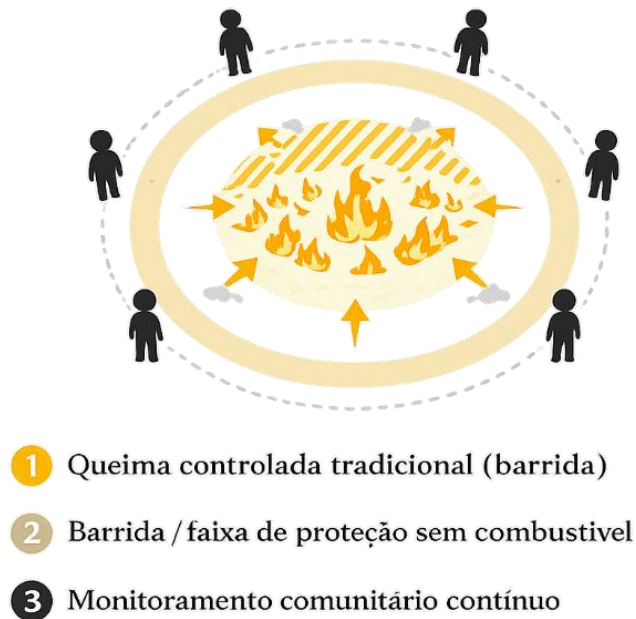 1 Queima controlada tradicional (barrida)
2 Barrida / faixa de proteção sem combustivel
3 Monitoramento comunitário contínuo